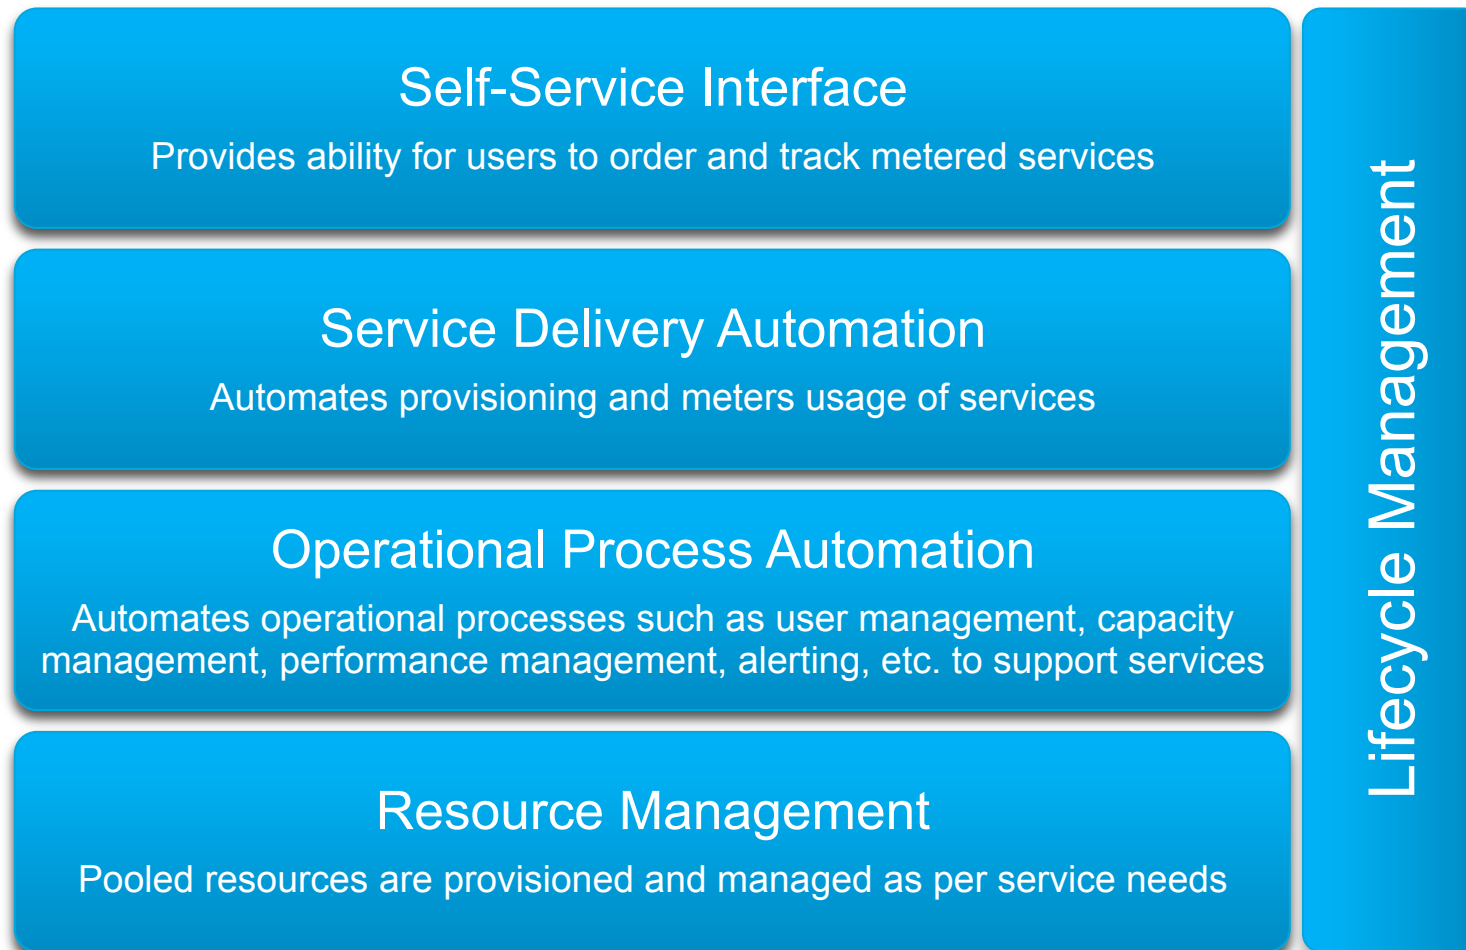 Self-Service Interface
Provides ability for users to order and track metered services
Service Delivery Automation
Automates provisioning and meters usage of services
Operational Process Automation
Automates operational processes such as user management, capacity
management, performance management, alerting, etc. to support services
Resource Management
Pooled resources are provisioned and managed as per service needs
Lifecycle Management